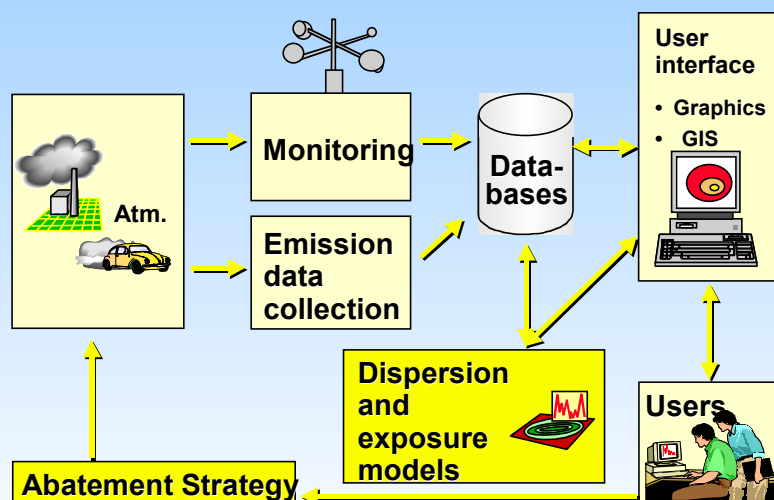 User
interface
• Graphics
• GIS
Monitoring
Data-
bases
Atm.
Emission
data
collection
Dispersion
and
exposure
models
Users
Abatement Strategy